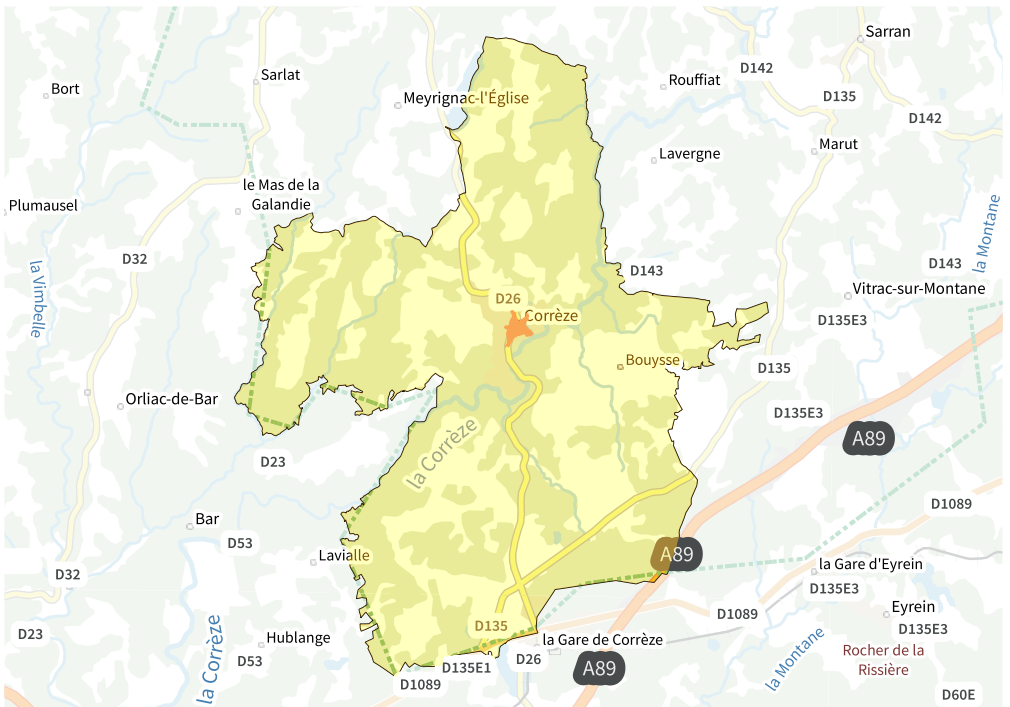 Sarran
D142
Sarlat
Rouffiat
Bort
Meyrignac-l'Église
D135
D142
Marut
Lavergne
le Mas de la
Galandie
Plumausel
la Montane
D32
D143
D143
la Vimbelle
Vitrac-sur-Montane
D26
Corrèze
D135E3
Bouysse
D135
Orliac-de-Bar
D135E3
A89
la Corrèze
D23
D1089
Bar
D53
Lavialle
A89
la Gare d'Eyrein
D32
D135E3
Eyrein
D1089
D135
D135E3
D23
Hublange
la Gare de Corrèze
la Corrèze
D53
D135E1
D26
A89
la Montane
Rocher de la
Rissière
D1089
D60E